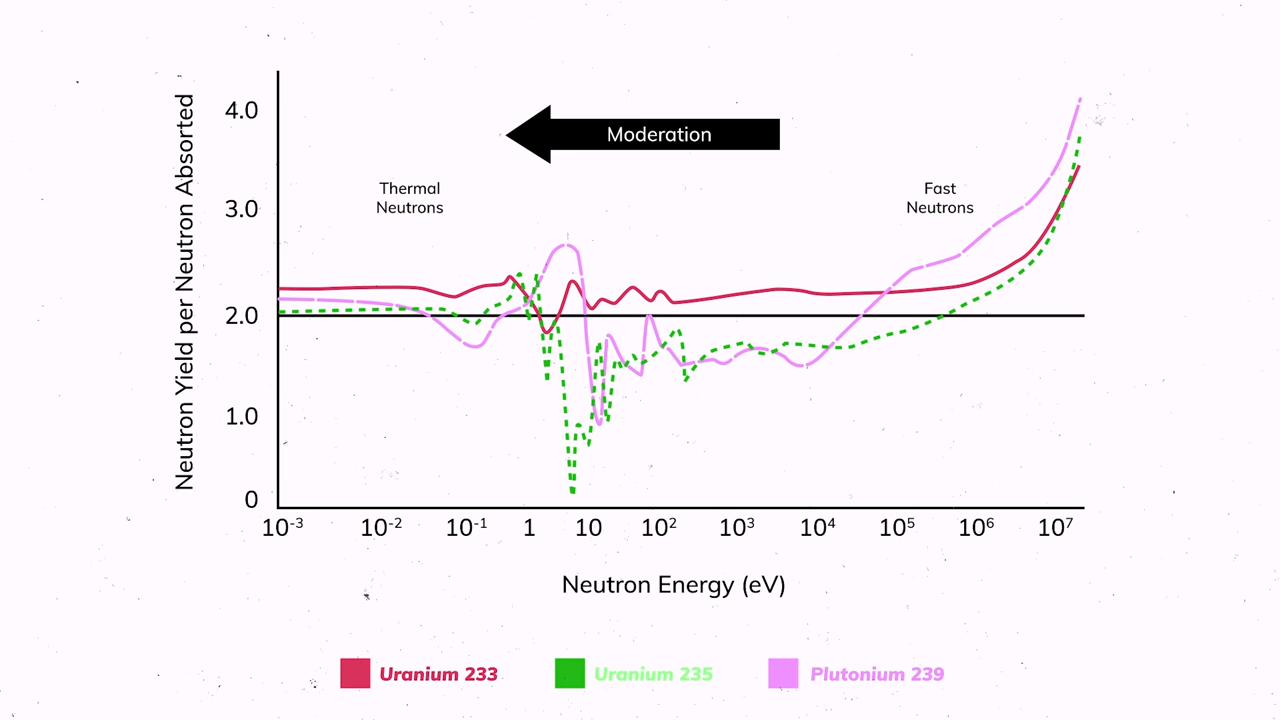 Neutron Yield per Neutron Absorted
4.0
3.0
2.0
1.0
0
Moderation
Thermal
Neutrons
Fast
Neutrons
10⁻³ 10⁻² 10⁻¹ 1 10 10² 10³ 10⁴ 10⁵ 10⁶ 10⁷
Neutron Energy (eV)
Uranium 233 Uranium 235 Plutonium 239